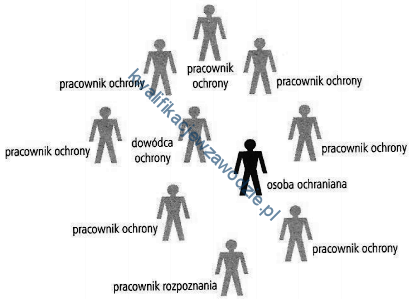 pracownik
ochrony
pracownik ochrony
pracownik ochrony
pracownik ochrony
dowódca
ochrony
pracownik ochrony
osoba ochraniana
pracownik ochrony
pracownik ochrony
pracownik rozpoznania
kwalifikacjewzawodzie.pl